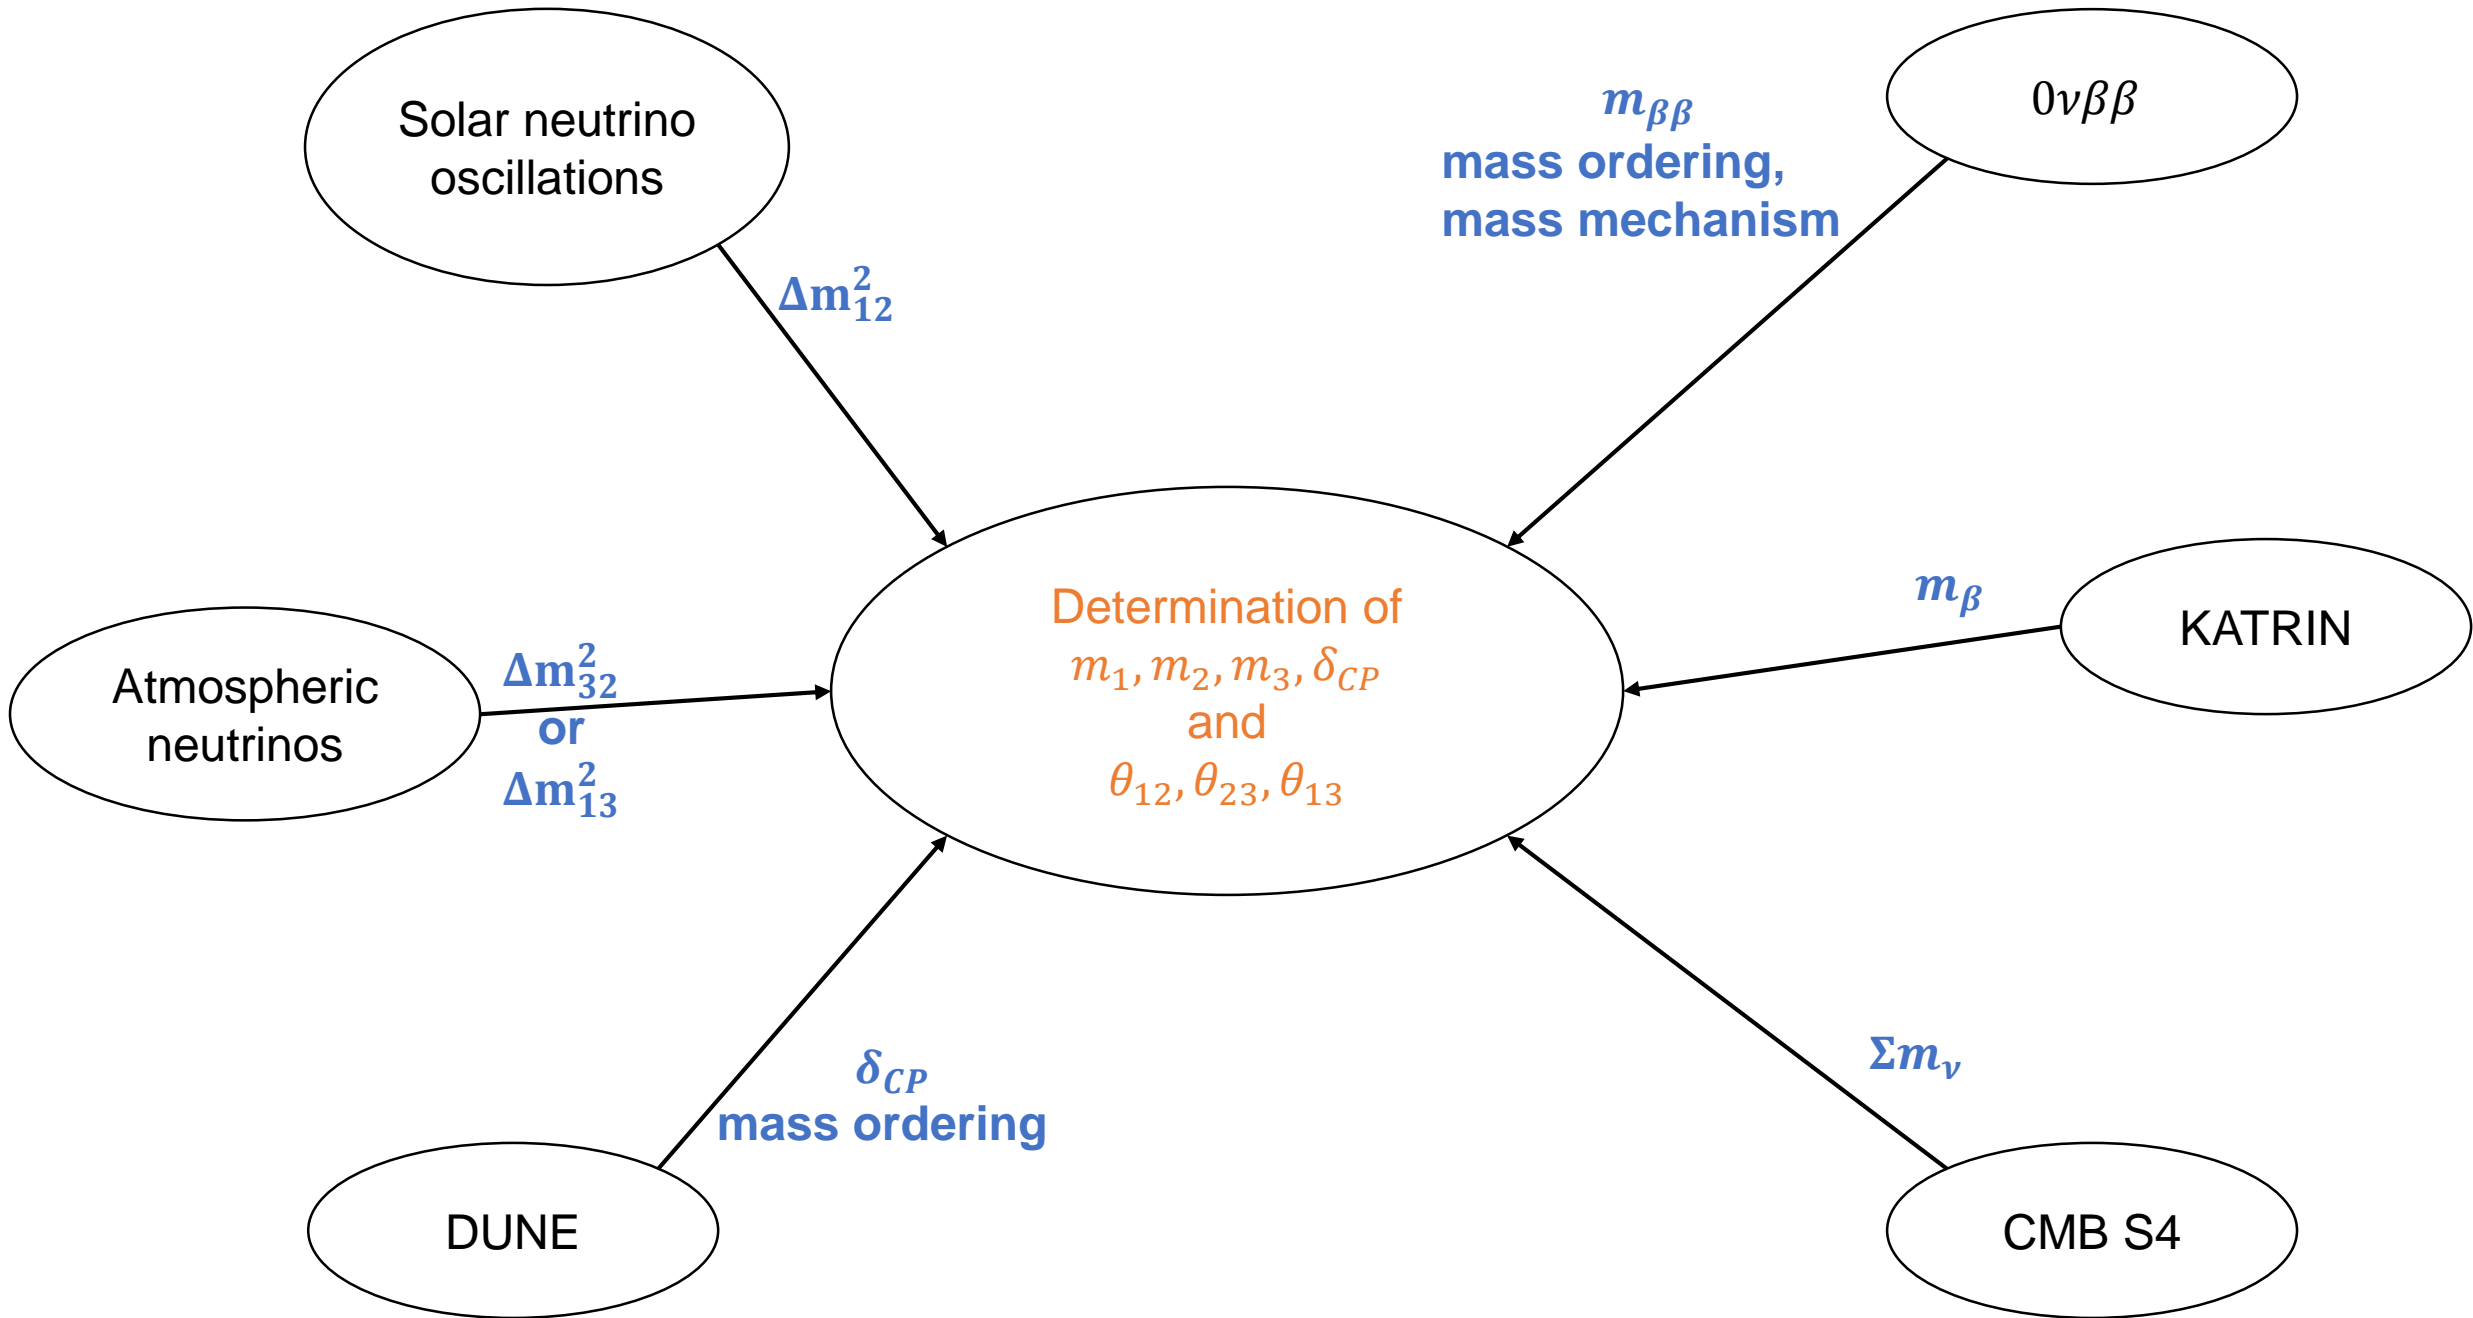 Solar neutrino
oscillations
Δm²₁₂
m_ββ
mass ordering,
mass mechanism
0νββ
Determination of
m₁, m₂, m₃, δ_CP
and
θ₁₂, θ₂₃, θ₁₃
m_β
KATRIN
Atmospheric
neutrinos
Δm²₃₂
or
Δm²₁₃
δ_CP
mass ordering
DUNE
Σm_ν
CMB S4